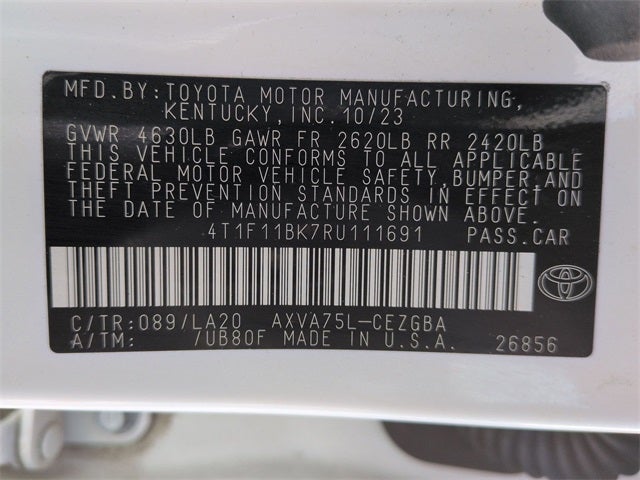 MFD. BY: TOYOTA MOTOR MANUFACTURING,
KENTUCKY, INC. 10/23
GVWR 4630LB GAWR FR 2620LB RR 2420LB
THIS VEHICLE CONFORMS TO ALL APPLICABLE
FEDERAL MOTOR VEHICLE SAFETY, BUMPER, AND
THEFT PREVENTION STANDARDS IN EFFECT ON
THE DATE OF MANUFACTURE SHOWN ABOVE.
4T1F11BK7RU111691 PASS.CAR
C/TR: 089/LA20 AXVA75L-CEZGBA
A/TM: /UB80F MADE IN U.S.A. 26856